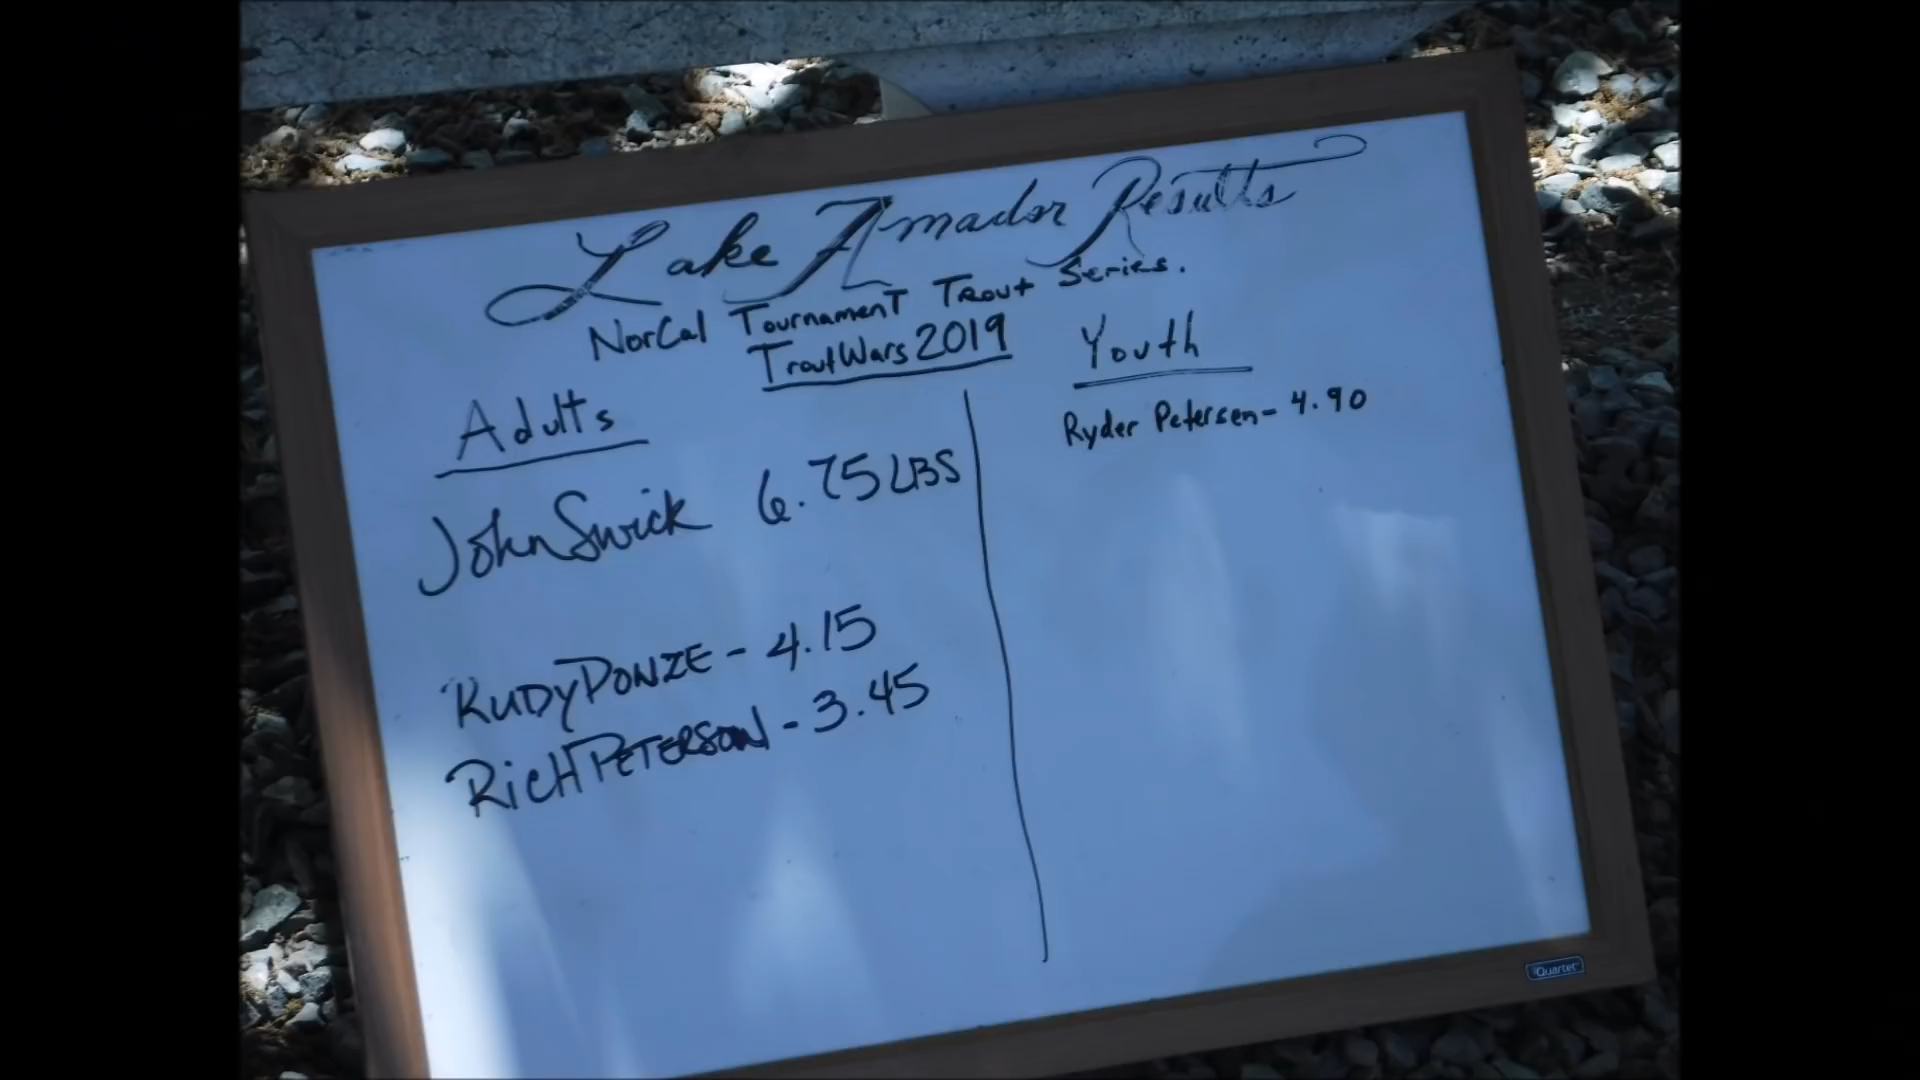 Lake Amador Results
NorCal Tournament Trout Series.
TroutWars 2019
Adults
John Swick 6.75 LBS
RUDY DONZE - 4.15
RicH PETERSON - 3.45
Youth
Ryder Petersen - 4.90
Quartet